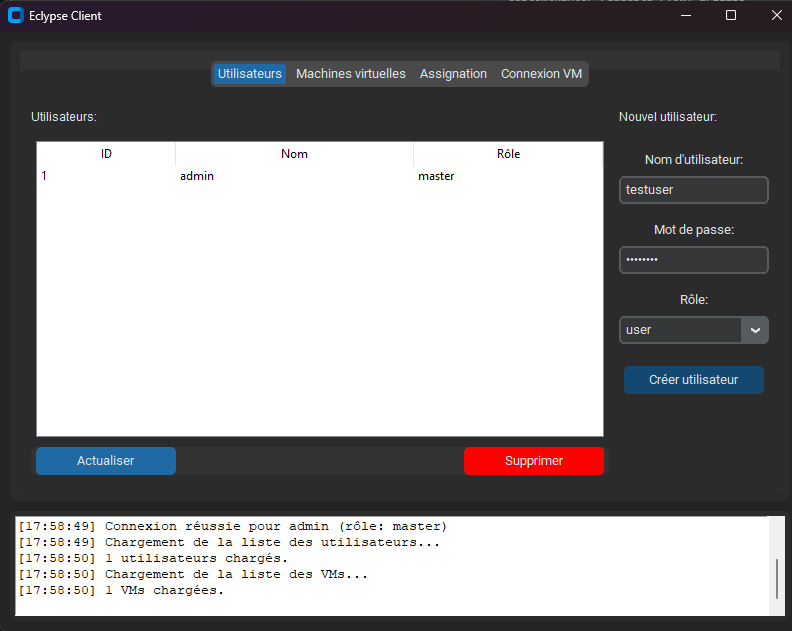 Eclypse Client
Utilisateurs Machines virtuelles Assignation Connexion VM
Utilisateurs:
ID Nom Rôle
1 admin master
Actualiser Supprimer
Nouvel utilisateur:
Nom d'utilisateur:
testuser
Mot de passe:
••••••••
Rôle:
user
Créer utilisateur
[17:58:49] Connexion réussie pour admin (rôle: master)
[17:58:49] Chargement de la liste des utilisateurs...
[17:58:50] 1 utilisateurs chargés.
[17:58:50] Chargement de la liste des VMs...
[17:58:50] 1 VMs chargées.